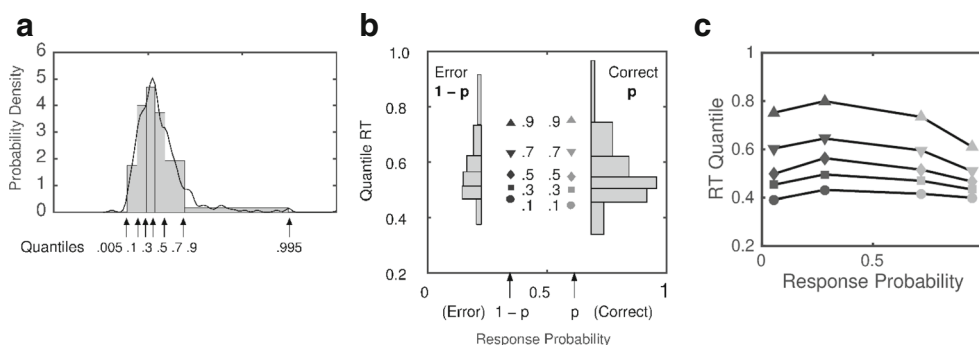 a
6
5
4
3
2
1
0
Probability Density
Quantiles .005 .1 .3 .5 .7 .9 .995
b
1.0
0.8
0.6
0.4
0.2
Quantile RT
Error Correct
1 – p p
.9 .9
.7 .7
.5 .5
.3 .3
.1 .1
0 0.5 1
(Error) 1 – p p (Correct)
Response Probability
c
1
0.8
0.6
0.4
0.2
RT Quantile
0 0.5
Response Probability